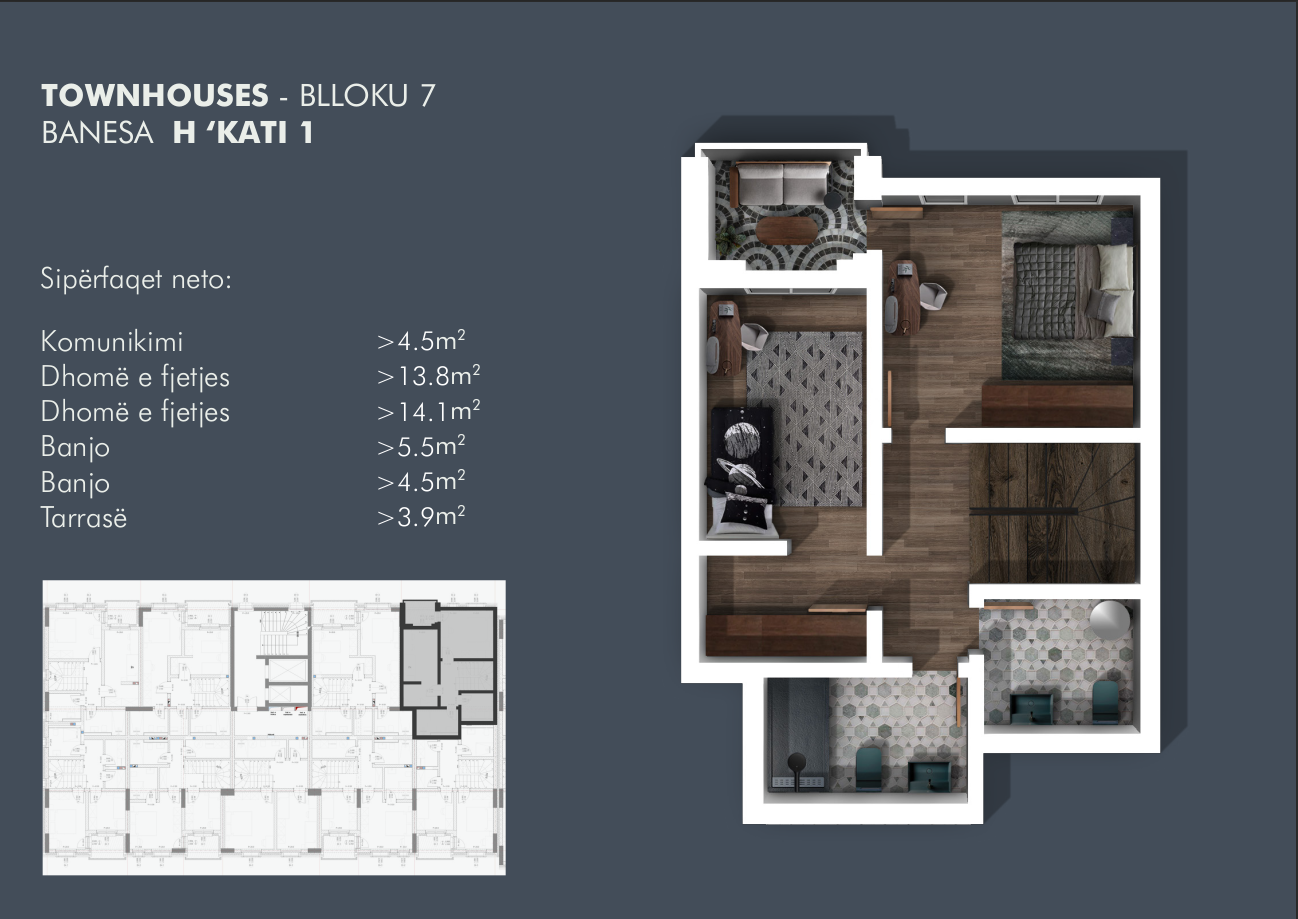 TOWNHOUSES - BLLOKU 7
BANESA H ‘KATI 1
Sipërfaqet neto:
Komunikimi >4.5m²
Dhomë e fjetjes >13.8m²
Dhomë e fjetjes >14.1m²
Banjo >5.5m²
Banjo >4.5m²
Tarrasë >3.9m²